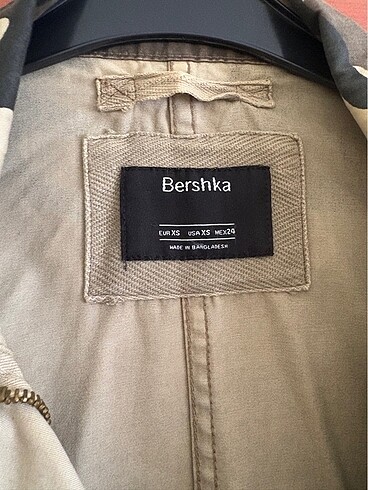 Bershka
EUR XS USA XS MEX 24
MADE IN BANGLADESH